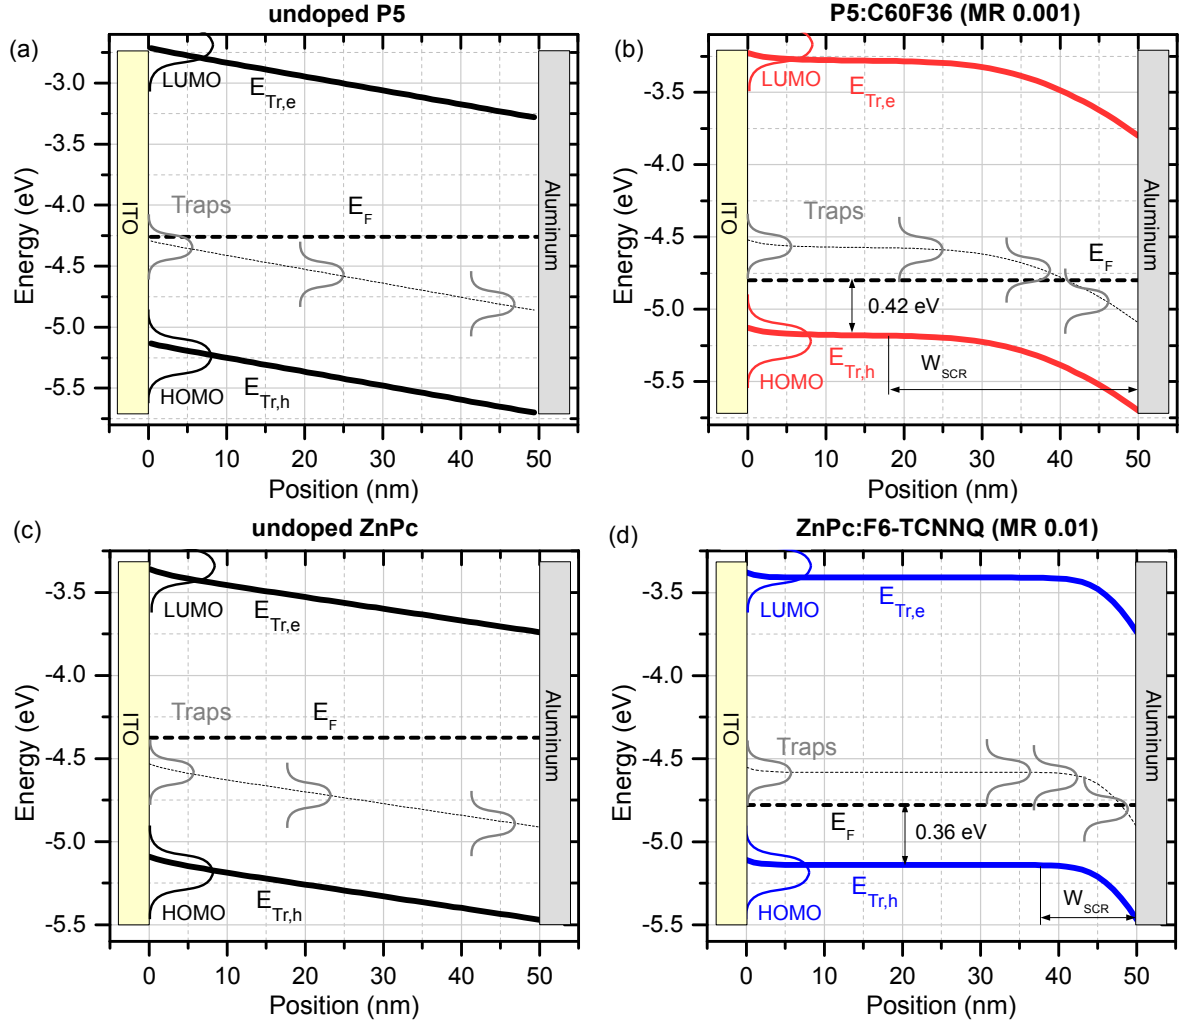 undoped P5
(a)
-3.0
-3.5
-4.0
-4.5
-5.0
-5.5
Energy (eV)
ITO
LUMO
E_Tr,e
Traps
E_F
HOMO
E_Tr,h
Aluminum
0 10 20 30 40 50
Position (nm)
P5:C60F36 (MR 0.001)
(b)
-3.5
-4.0
-4.5
-5.0
-5.5
Energy (eV)
ITO
LUMO
E_Tr,e
Traps
E_F
0.42 eV
HOMO
E_Tr,h
W_SCR
Aluminum
0 10 20 30 40 50
Position (nm)
undoped ZnPc
(c)
-3.5
-4.0
-4.5
-5.0
-5.5
Energy (eV)
ITO
LUMO
E_Tr,e
Traps
E_F
HOMO
E_Tr,h
Aluminum
0 10 20 30 40 50
Position (nm)
ZnPc:F6-TCNNQ (MR 0.01)
(d)
-3.5
-4.0
-4.5
-5.0
-5.5
Energy (eV)
ITO
LUMO
E_Tr,e
Traps
E_F
0.36 eV
HOMO
E_Tr,h
W_SCR
Aluminum
0 10 20 30 40 50
Position (nm)